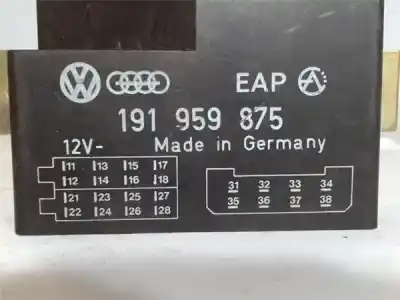 VW EAP
191 959 875
12V- Made in Germany
11 13 15 17
12 14 16 18
21 23 25 27
22 24 26 28
31 32 33 34
35 36 37 38